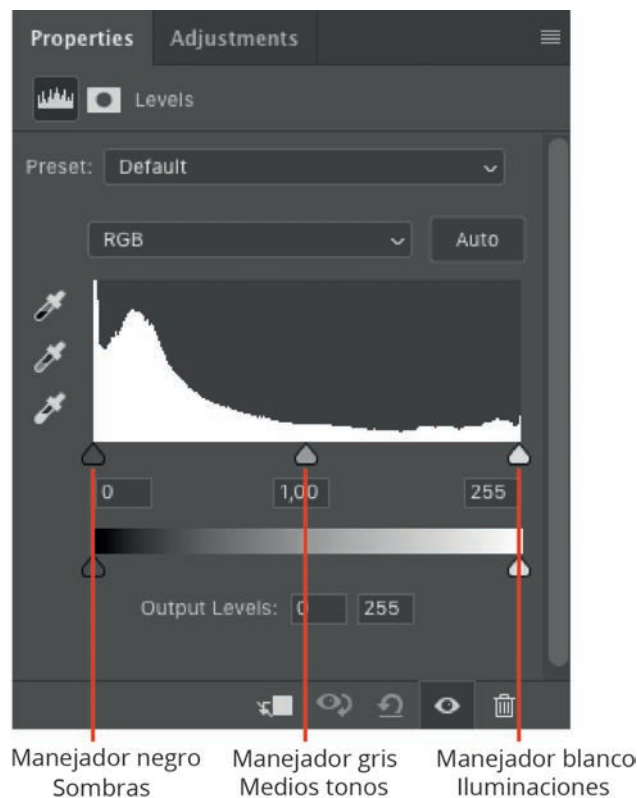 Properties Adjustments
Levels
Preset: Default
RGB Auto
0 1,00 255
Output Levels: 0 255
Manejador negro Manejador gris Manejador blanco
Sombras Medios tonos Iluminaciones